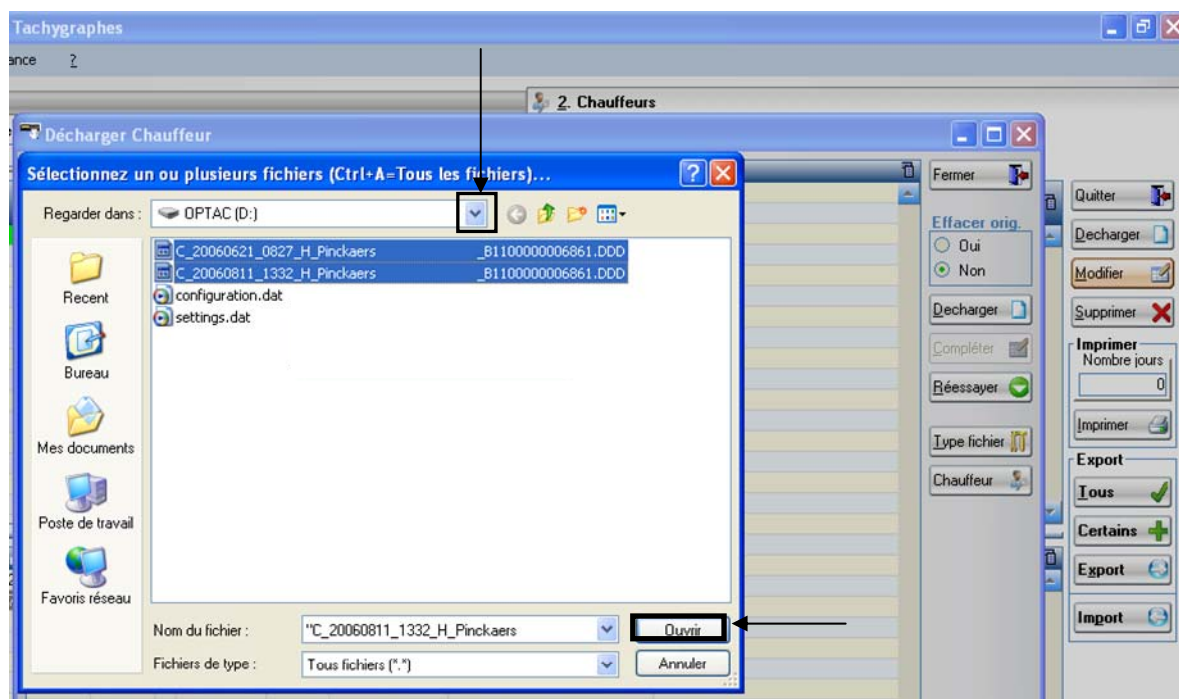 Tachygraphes
ance ?
2. Chauffeurs
Décharger Chauffeur
Sélectionnez un ou plusieurs fichiers (Ctrl+A=Tous les fichiers)...
Regarder dans : OPTAC (D:)
C_20060621_0827_H_Pinckaers _B1100000006861.DDD
C_20060811_1332_H_Pinckaers _B1100000006861.DDD
configuration.dat
settings.dat
Recent
Bureau
Mes documents
Poste de travail
Favoris réseau
Nom du fichier : "C_20060811_1332_H_Pinckaers
Ouvrir
Fichiers de type : Tous fichiers (*.*)
Annuler
Fermer
Effacer orig.
Oui
Non
Decharger
Compléter
Réessayer
Type fichier
Chauffeur
Quitter
Decharger
Modifier
Supprimer
Imprimer
Nombre jours
0
Imprimer
Export
Tous
Certains
Export
Import